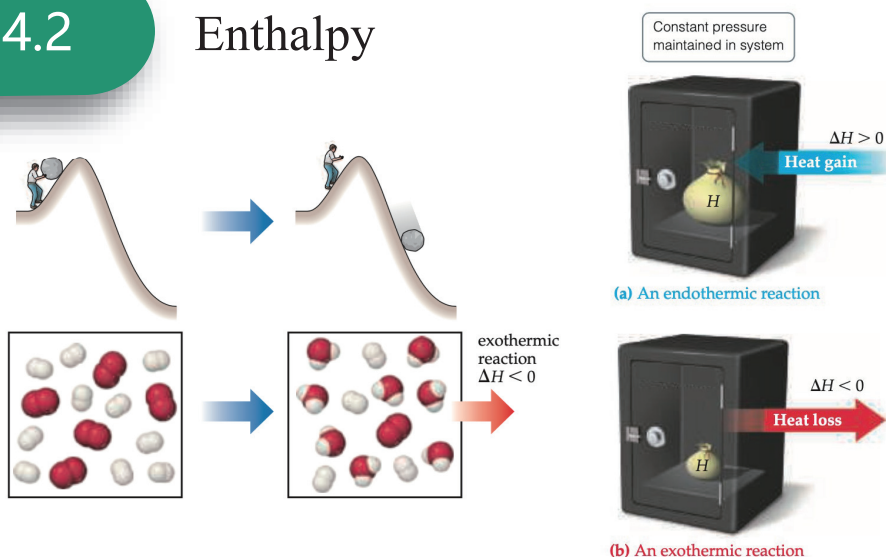 4.2
Enthalpy
Constant pressure
maintained in system
ΔH > 0
Heat gain
H
(a) An endothermic reaction
exothermic
reaction
ΔH < 0
ΔH < 0
Heat loss
H
(b) An exothermic reaction